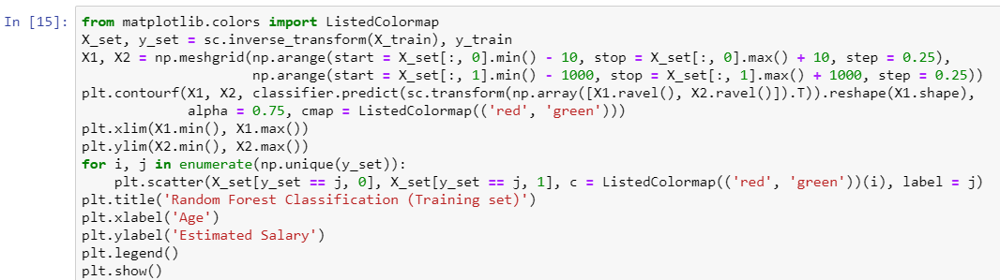 In [15]: from matplotlib.colors import ListedColormap
X_set, y_set = sc.inverse_transform(X_train), y_train
X1, X2 = np.meshgrid(np.arange(start = X_set[:, 0].min() - 10, stop = X_set[:, 0].max() + 10, step = 0.25),
                     np.arange(start = X_set[:, 1].min() - 1000, stop = X_set[:, 1].max() + 1000, step = 0.25))
plt.contourf(X1, X2, classifier.predict(sc.transform(np.array([X1.ravel(), X2.ravel()]).T)).reshape(X1.shape),
             alpha = 0.75, cmap = ListedColormap(('red', 'green')))
plt.xlim(X1.min(), X1.max())
plt.ylim(X2.min(), X2.max())
for i, j in enumerate(np.unique(y_set)):
    plt.scatter(X_set[y_set == j, 0], X_set[y_set == j, 1], c = ListedColormap(('red', 'green'))(i), label = j)
plt.title('Random Forest Classification (Training set)')
plt.xlabel('Age')
plt.ylabel('Estimated Salary')
plt.legend()
plt.show()